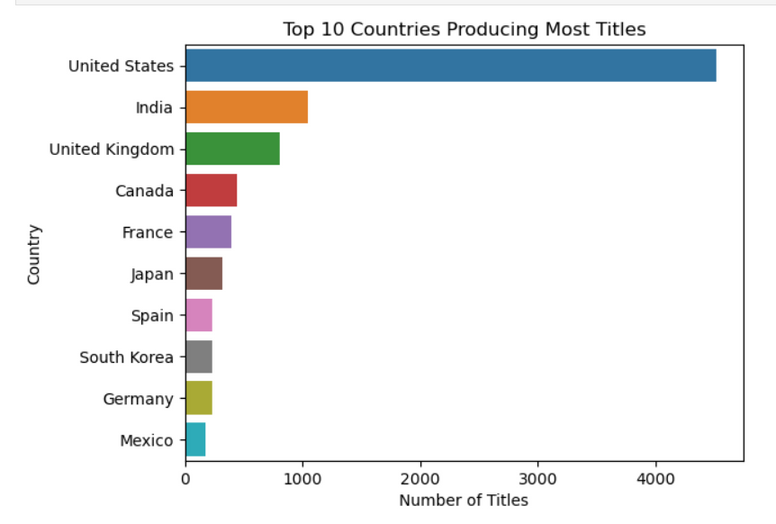 Top 10 Countries Producing Most Titles
United States
India
United Kingdom
Canada
France
Japan
Spain
South Korea
Germany
Mexico
Country
0 1000 2000 3000 4000
Number of Titles